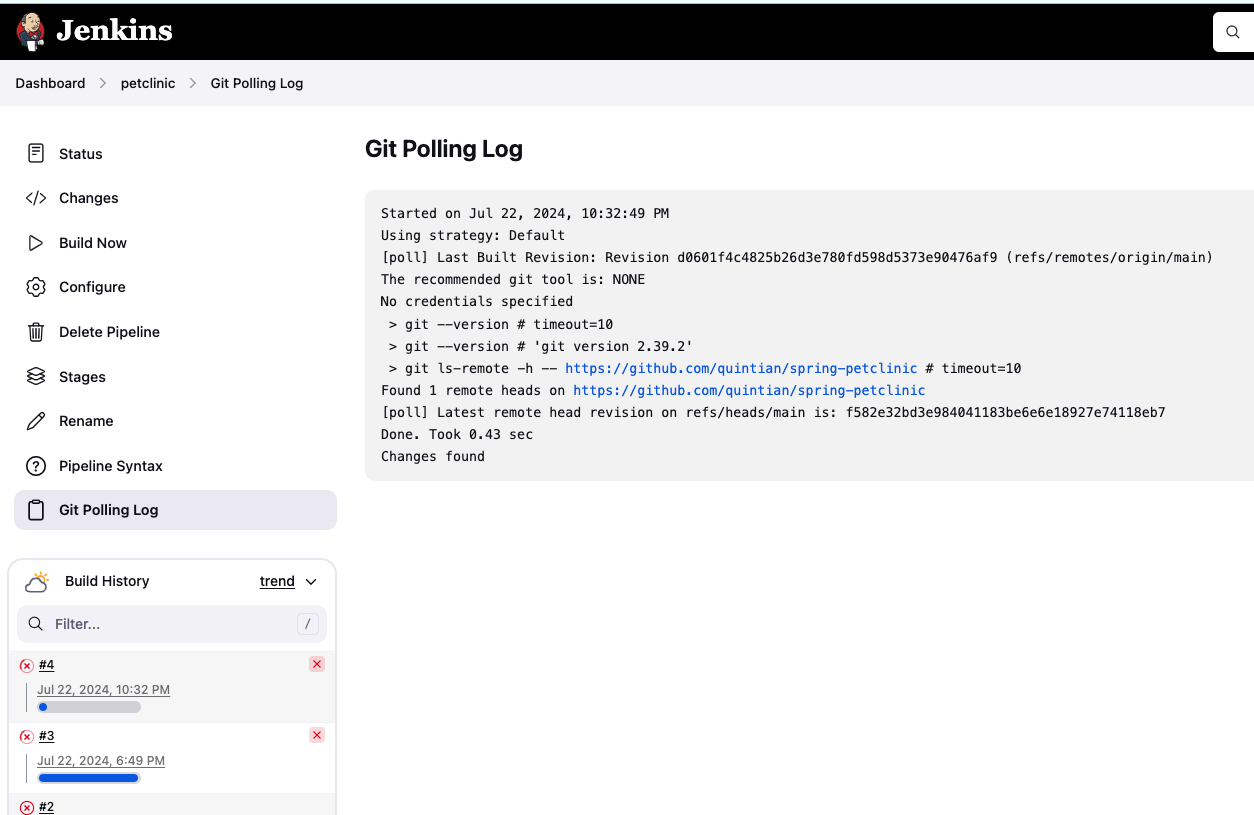 Jenkins
Dashboard > petclinic > Git Polling Log
Status
Changes
Build Now
Configure
Delete Pipeline
Stages
Rename
Pipeline Syntax
Git Polling Log
Build History trend
Filter... /
#4
Jul 22, 2024, 10:32 PM
#3
Jul 22, 2024, 6:49 PM
#2
Git Polling Log
Started on Jul 22, 2024, 10:32:49 PM
Using strategy: Default
[poll] Last Built Revision: Revision d0601f4c4825b26d3e780fd598d5373e90476af9 (refs/remotes/origin/main)
The recommended git tool is: NONE
No credentials specified
 > git --version # timeout=10
 > git --version # 'git version 2.39.2'
 > git ls-remote -h -- https://github.com/quintian/spring-petclinic # timeout=10
Found 1 remote heads on https://github.com/quintian/spring-petclinic
[poll] Latest remote head revision on refs/heads/main is: f582e32bd3e984041183be6e6e18927e74118eb7
Done. Took 0.43 sec
Changes found